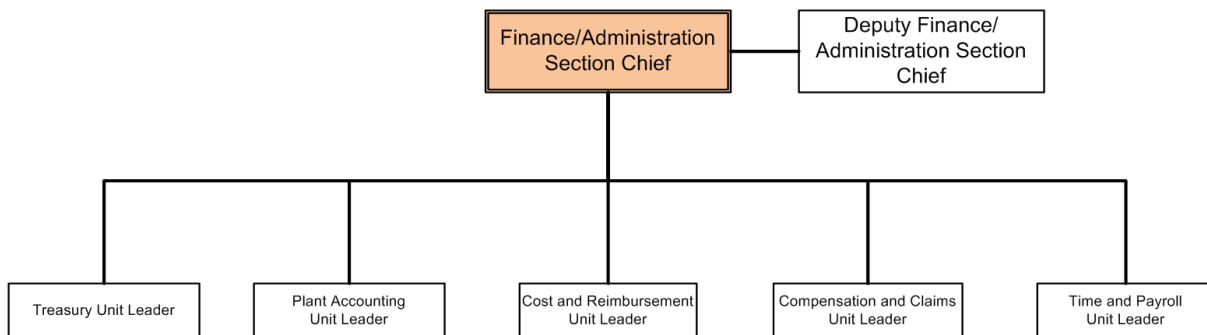 Finance/Administration
Section Chief
Deputy Finance/
Administration Section
Chief
Treasury Unit Leader
Plant Accounting
Unit Leader
Cost and Reimbursement
Unit Leader
Compensation and Claims
Unit Leader
Time and Payroll
Unit Leader